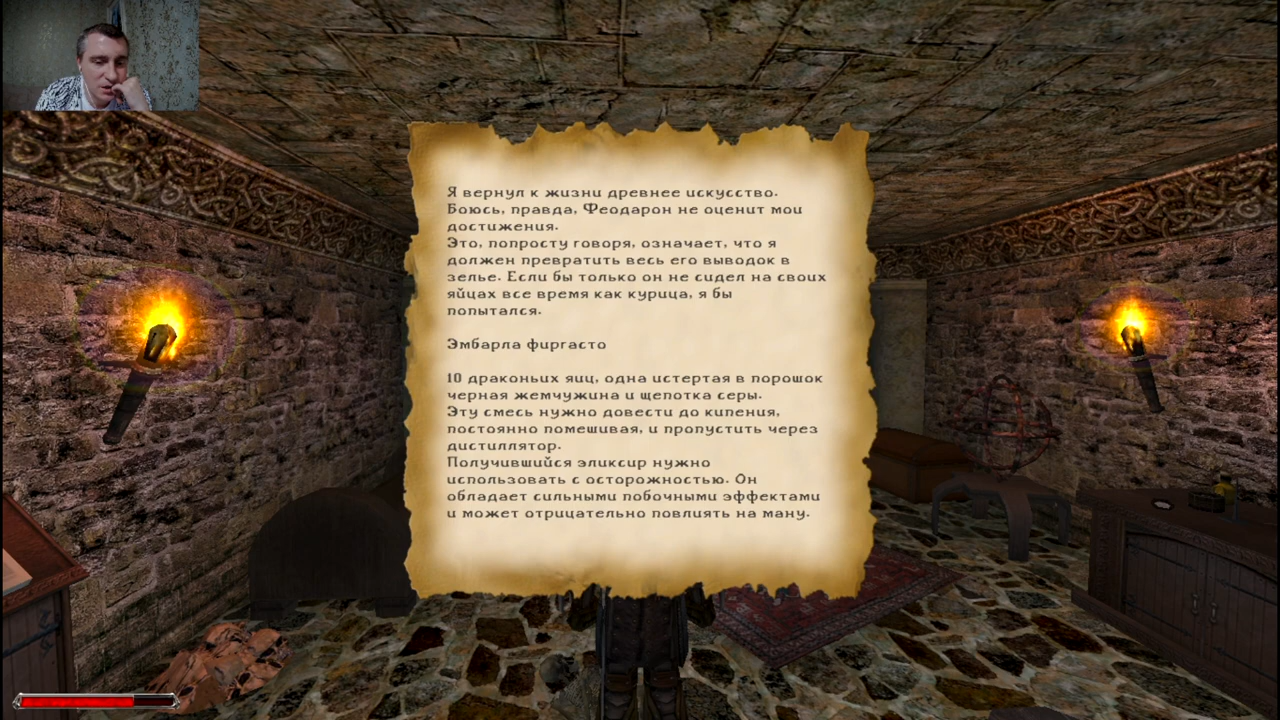 Я вернул к жизни древнее искусство.
Боюсь, правда, Феодарон не оценит мои
достижения.
Это, попросту говоря, означает, что я
должен превратить весь его выводок в
зелье. Если бы только он не сидел на своих
яйцах все время как курица, я бы
попытался.
Эмбарла фиргасто
10 драконьих яиц, одна истертая в порошок
черная жемчужина и щепотка серы.
Эту смесь нужно довести до кипения,
постоянно помешивая, и пропустить через
дистиллятор.
Получившийся эликсир нужно
использовать с осторожностью. Он
обладает сильными побочными эффектами
и может отрицательно повлиять на ману.